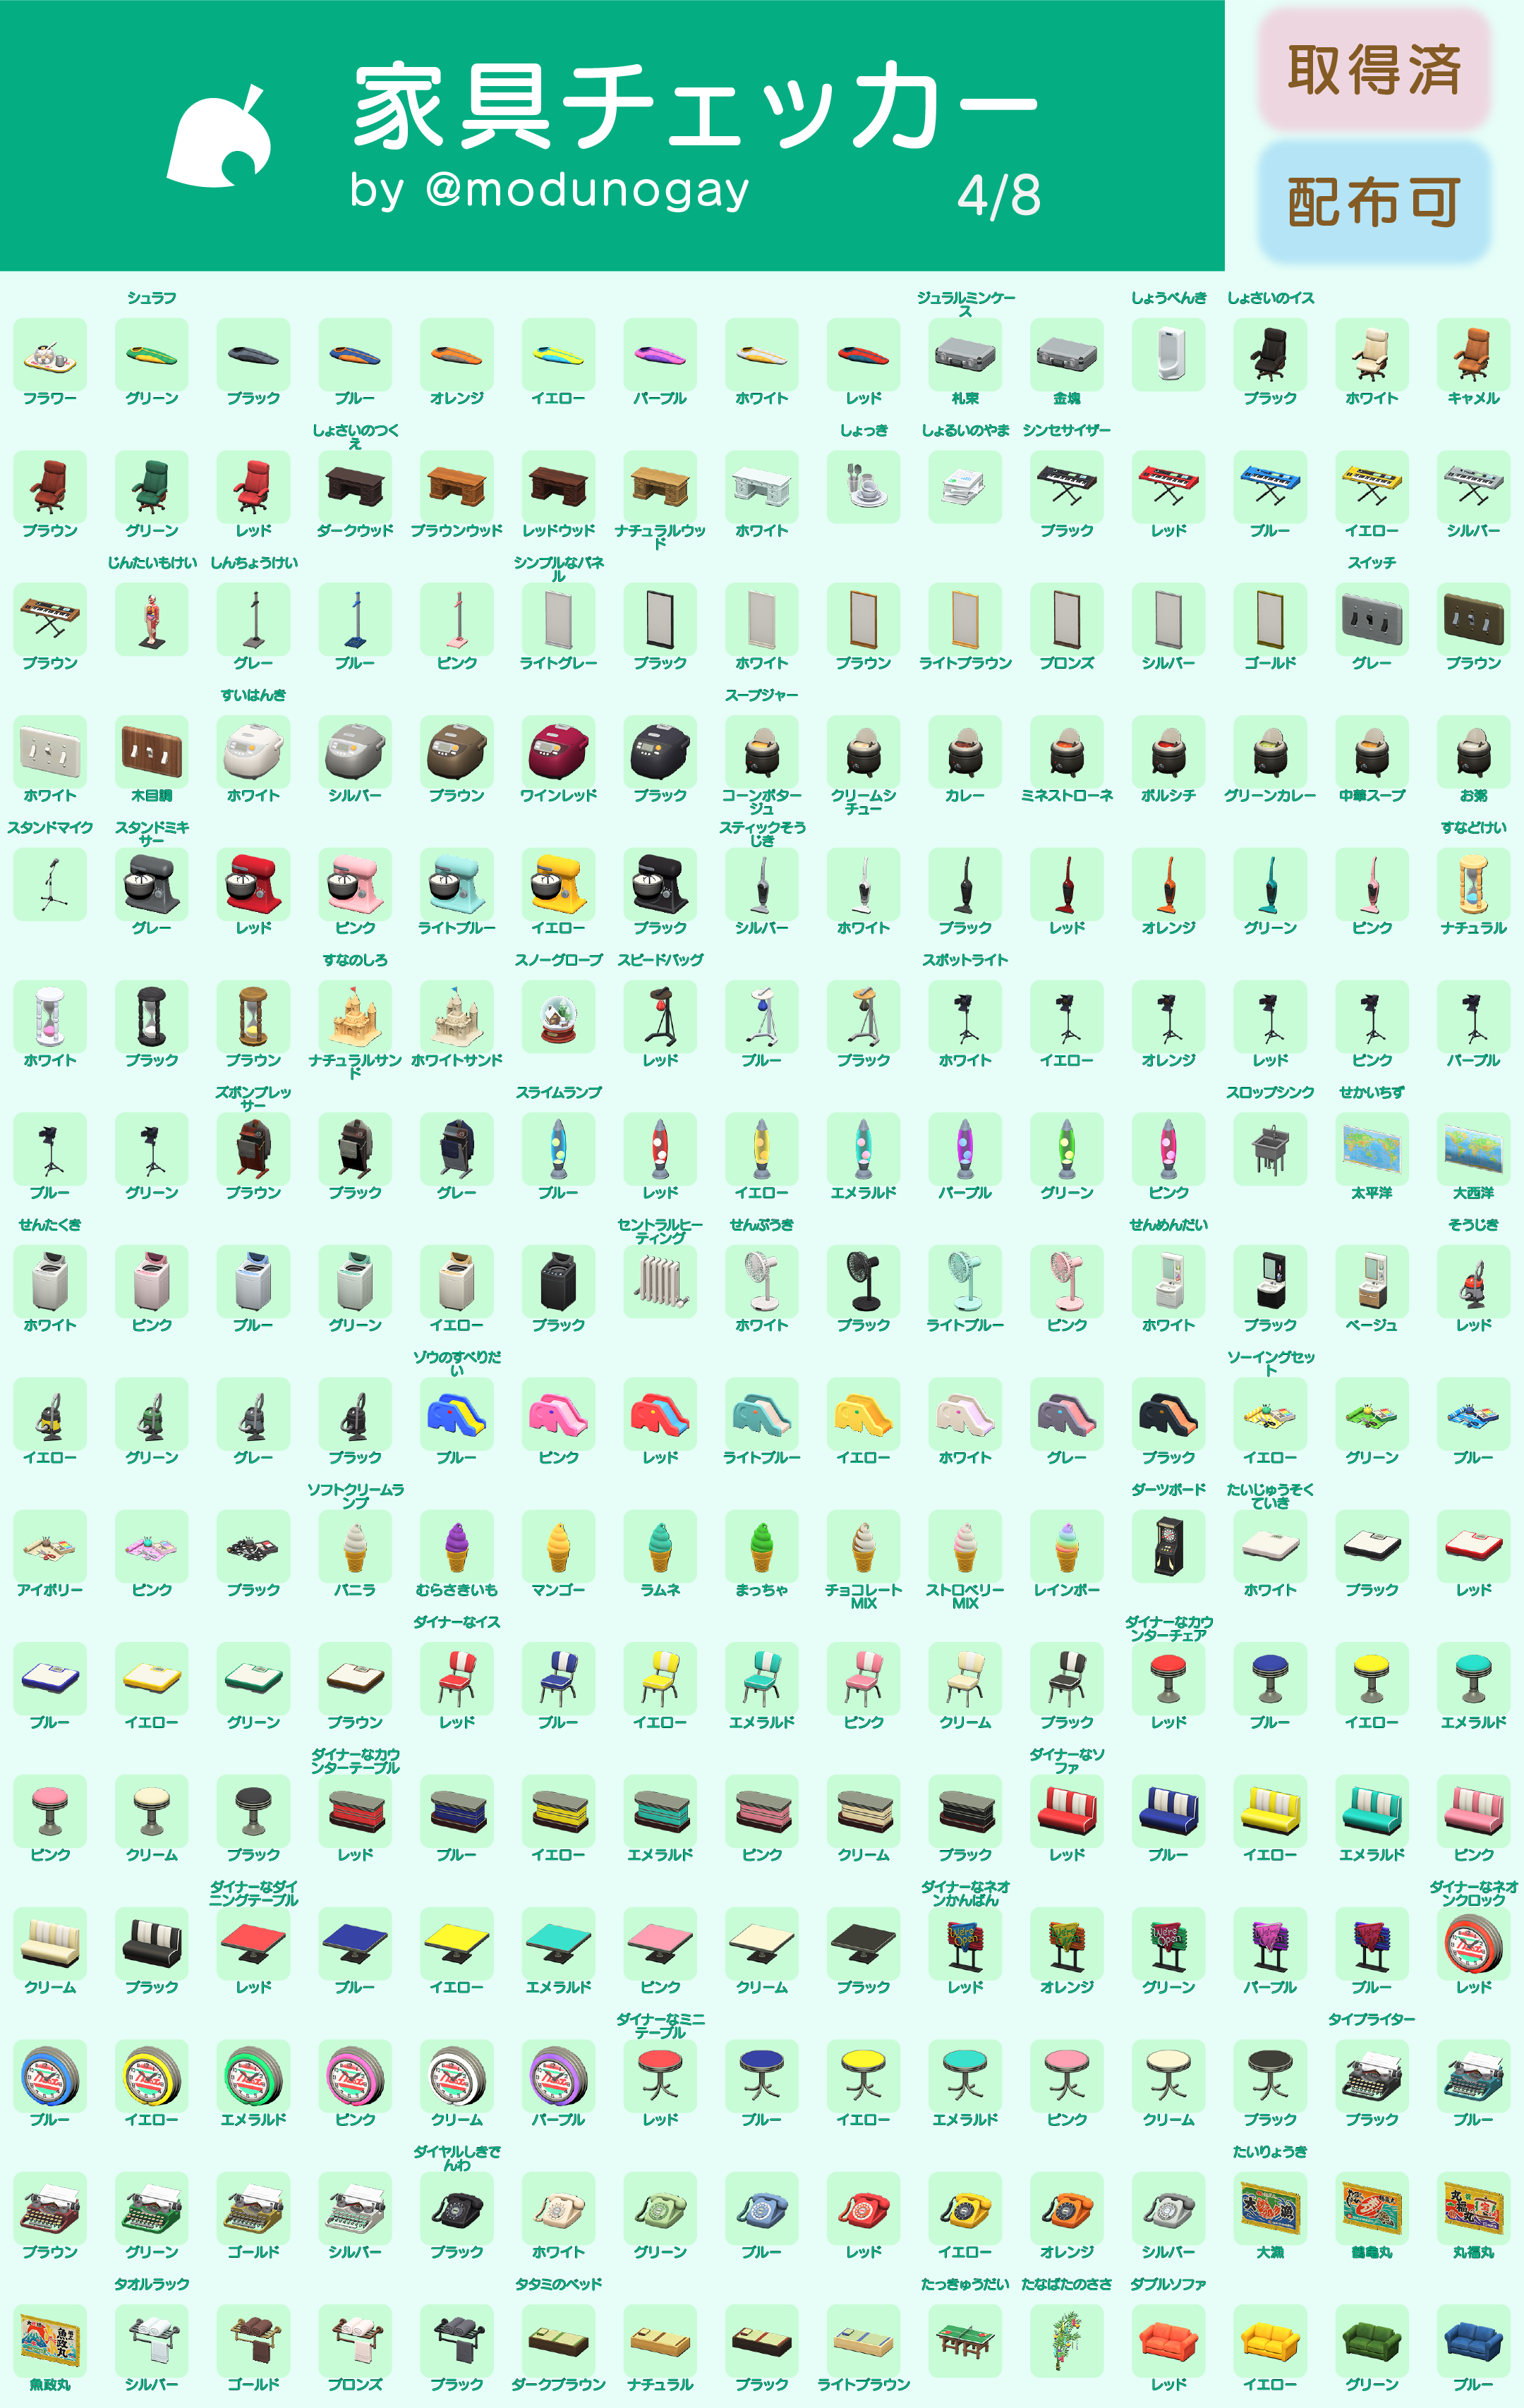 家具チェッカー
by @modunogay
4/8
取得済
配布可
シュラフ ジュラルミンケー しょうべんき しょさいのイス
ス
フラワー グリーン ブラック ブルー オレンジ イエロー パープル ホワイト レッド 札束 金塊 ブラック ホワイト キャメル
しょさいのつく しょっき しょるいのやま シンセサイザー
え
ブラウン グリーン レッド ダークウッド ブラウンウッド レッドウッド ナチュラルウッ ホワイト ブラック レッド ブルー イエロー シルバー
ド
じんたいもけい しんちょうけい シンプルなパネ スイッチ
ル
ブラウン グレー ブルー ピンク ライトグレー ブラック ホワイト ブラウン ライトブラウン ブロンズ シルバー ゴールド グレー ブラウン
すいはんき スープジャー
ホワイト 木目調 ホワイト シルバー ブラウン ワインレッド ブラック コーンポター クリームシ カレー ミネストローネ ボルシチ グリーンカレー 中華スープ お粥
ジュ チュー
スタンドマイク スタンドミキ スティックそう すなどけい
サー じき
グレー レッド ピンク ライトブルー イエロー ブラック シルバー ホワイト ブラック レッド オレンジ グリーン ピンク ナチュラル
すなのしろ スノーグローブ スピードバッグ スポットライト
ホワイト ブラック ブラウン ナチュラルサン ホワイトサンド レッド ブルー ブラック ホワイト イエロー オレンジ レッド ピンク パープル
ド
ズボンプレッ スライムランプ スロップシンク せかいちず
サー
ブルー グリーン ブラウン ブラック グレー ブルー レッド イエロー エメラルド パープル グリーン ピンク 太平洋 大西洋
せんたくき セントラルヒー せんぷうき せんめんだい そうじき
ティング
ホワイト ピンク ブルー グリーン イエロー ブラック ホワイト ブラック ライトブルー ピンク ホワイト ブラック ベージュ レッド
ゾウのすべりだ ソーイングセッ
い ト
イエロー グリーン グレー ブラック ブルー ピンク レッド ライトブルー イエロー ホワイト グレー ブラック イエロー グリーン ブルー
ソフトクリームラ ダーツボード たいじゅうそく
ンプ ていき
アイボリー ピンク ブラック バニラ むらさきいも マンゴー ラムネ まっちゃ チョコレート ストロベリー レインボー ホワイト ブラック レッド
MIX MIX
ダイナーなイス ダイナーなカウ
ンターチェア
ブルー イエロー グリーン ブラウン レッド ブルー イエロー エメラルド ピンク クリーム ブラック レッド ブルー イエロー エメラルド
ダイナーなカウ ダイナーなソ
ンターテーブル ファ
ピンク クリーム ブラック レッド ブルー イエロー エメラルド ピンク クリーム ブラック レッド ブルー イエロー エメラルド ピンク
ダイナーなダイ ダイナーなネオ ダイナーなネオ
ニングテーブル ンかんばん ンクロック
クリーム ブラック レッド ブルー イエロー エメラルド ピンク クリーム ブラック レッド オレンジ グリーン パープル ブルー レッド
ダイナーなミニ タイプライター
テーブル
ブルー イエロー エメラルド ピンク クリーム パープル レッド ブルー イエロー エメラルド ピンク クリーム ブラック ブラック ブルー
ダイヤルしきで たいりょうき
んわ
ブラウン グリーン ゴールド シルバー ブラック ホワイト グリーン ブルー レッド イエロー オレンジ シルバー 大漁 鶴亀丸 丸福丸
タオルラック タタミのベッド たっきゅうだい たなばたのささ ダブルソファ
魚政丸 シルバー ゴールド ブロンズ ブラック ダークブラウン ナチュラル ブラック ライトブラウン レッド イエロー グリーン ブルー